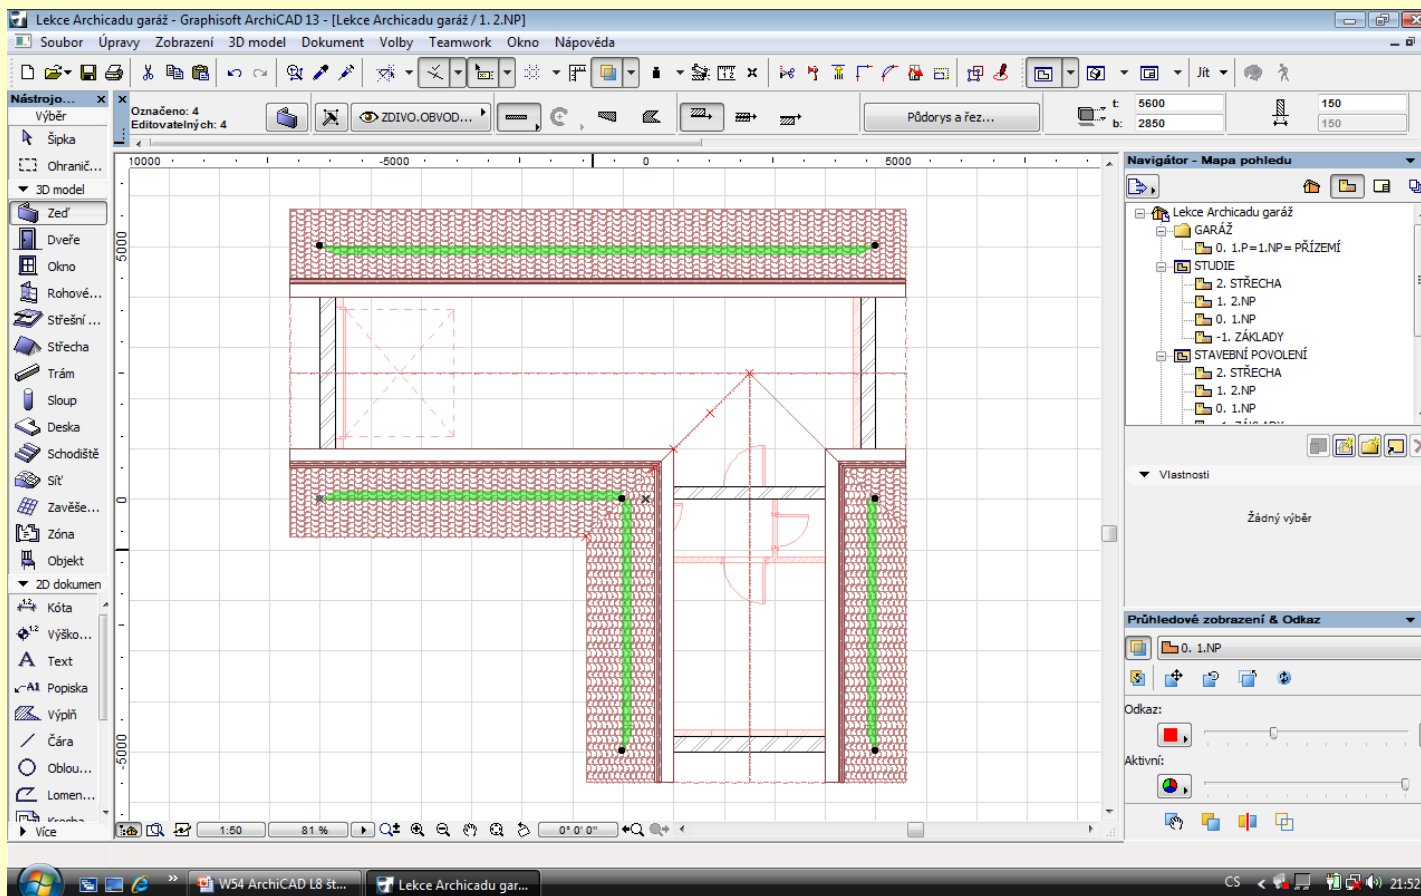 Lekce Archicadu garáž - Graphisoft ArchiCAD 13 - [Lekce Archicadu garáž / 1. 2.NP]
Soubor Úpravy Zobrazení 3D model Dokument Volby Teamwork Okno Nápověda
Jít
Nástrojo...
Výběr
Šipka
Ohranič...
3D model
Zeď
Dveře
Okno
Rohové...
Střešní ...
Střecha
Trám
Sloup
Deska
Schodiště
Síť
Zavěše...
Zóna
Objekt
2D dokumen
Kóta
Výško...
Text
Popiska
Výplň
Čára
Oblou...
Lomen...
Více
Označeno: 4
Editovatelných: 4
ZDIVO.OBVOD...
Půdorys a řez...
t: 5600
b: 2850
150
150
10000 -5000 0 5000
5000
0
-5000
1:50 81 % 0° 0' 0"
Navigátor - Mapa pohledu
Lekce Archicadu garáž
GARÁŽ
0. 1.P=1.NP= PŘÍZEMÍ
STUDIE
2. STŘECHA
1. 2.NP
0. 1.NP
-1. ZÁKLADY
STAVEBNÍ POVOLENÍ
2. STŘECHA
1. 2.NP
0. 1.NP
Vlastnosti
Žádný výběr
Průhledové zobrazení & Odkaz
0. 1.NP
Odkaz:
Aktivní:
W54 ArchiCAD L8 št... Lekce Archicadu gar... CS 21:52